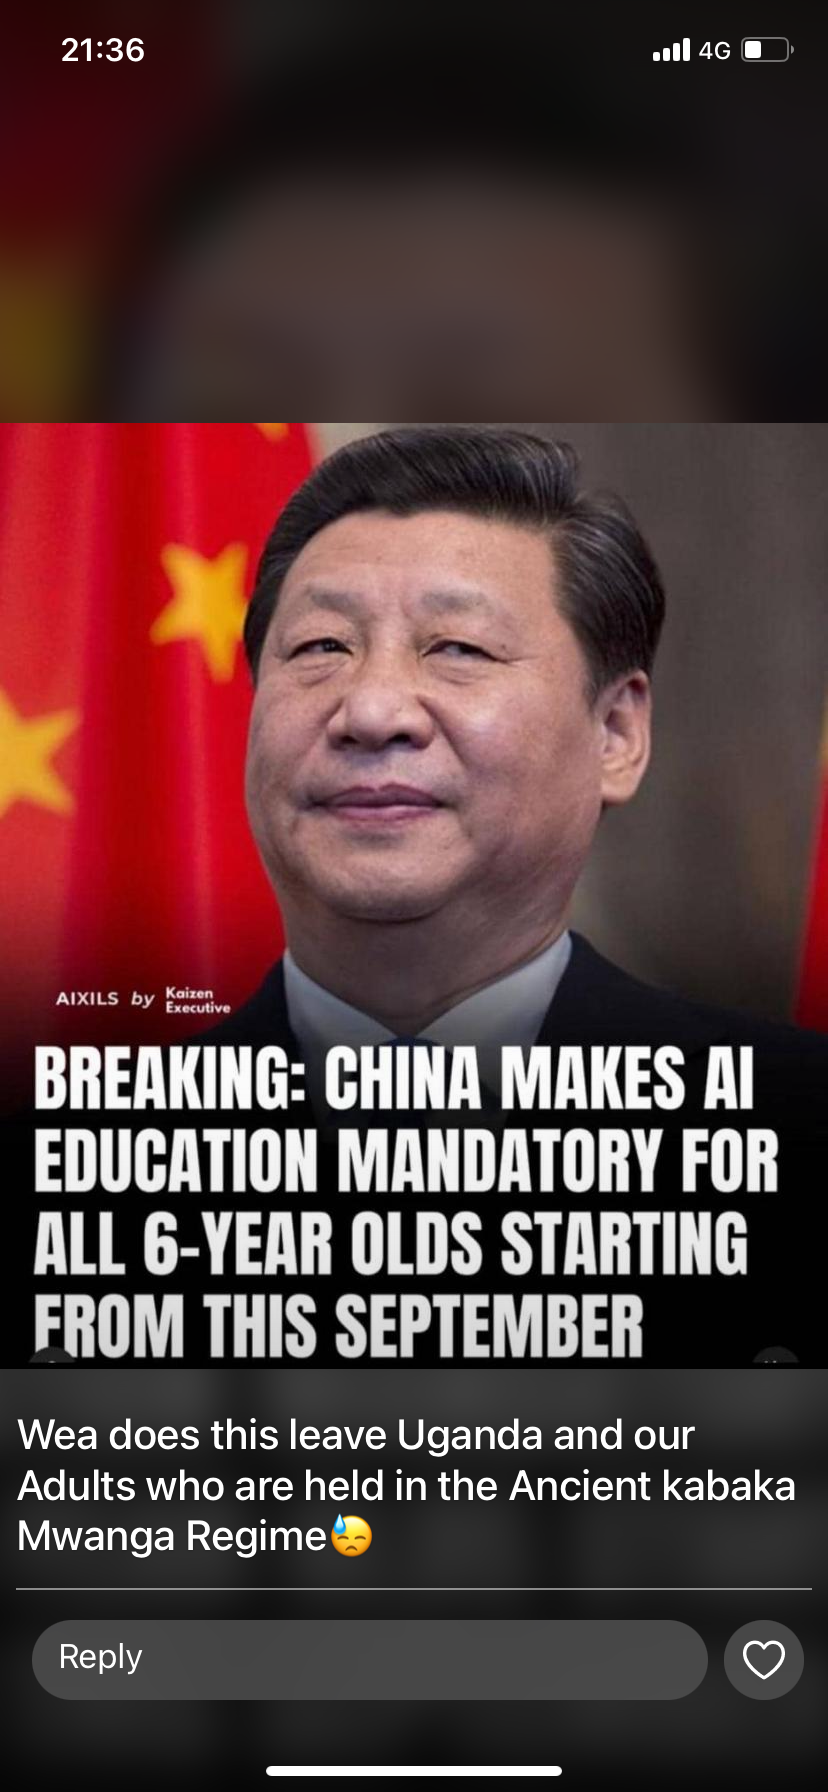 21:36
4G
AIXILS by Kaizen Executive
BREAKING: CHINA MAKES AI
EDUCATION MANDATORY FOR
ALL 6-YEAR OLDS STARTING
FROM THIS SEPTEMBER
Wea does this leave Uganda and our
Adults who are held in the Ancient kabaka
Mwanga Regime😓
Reply